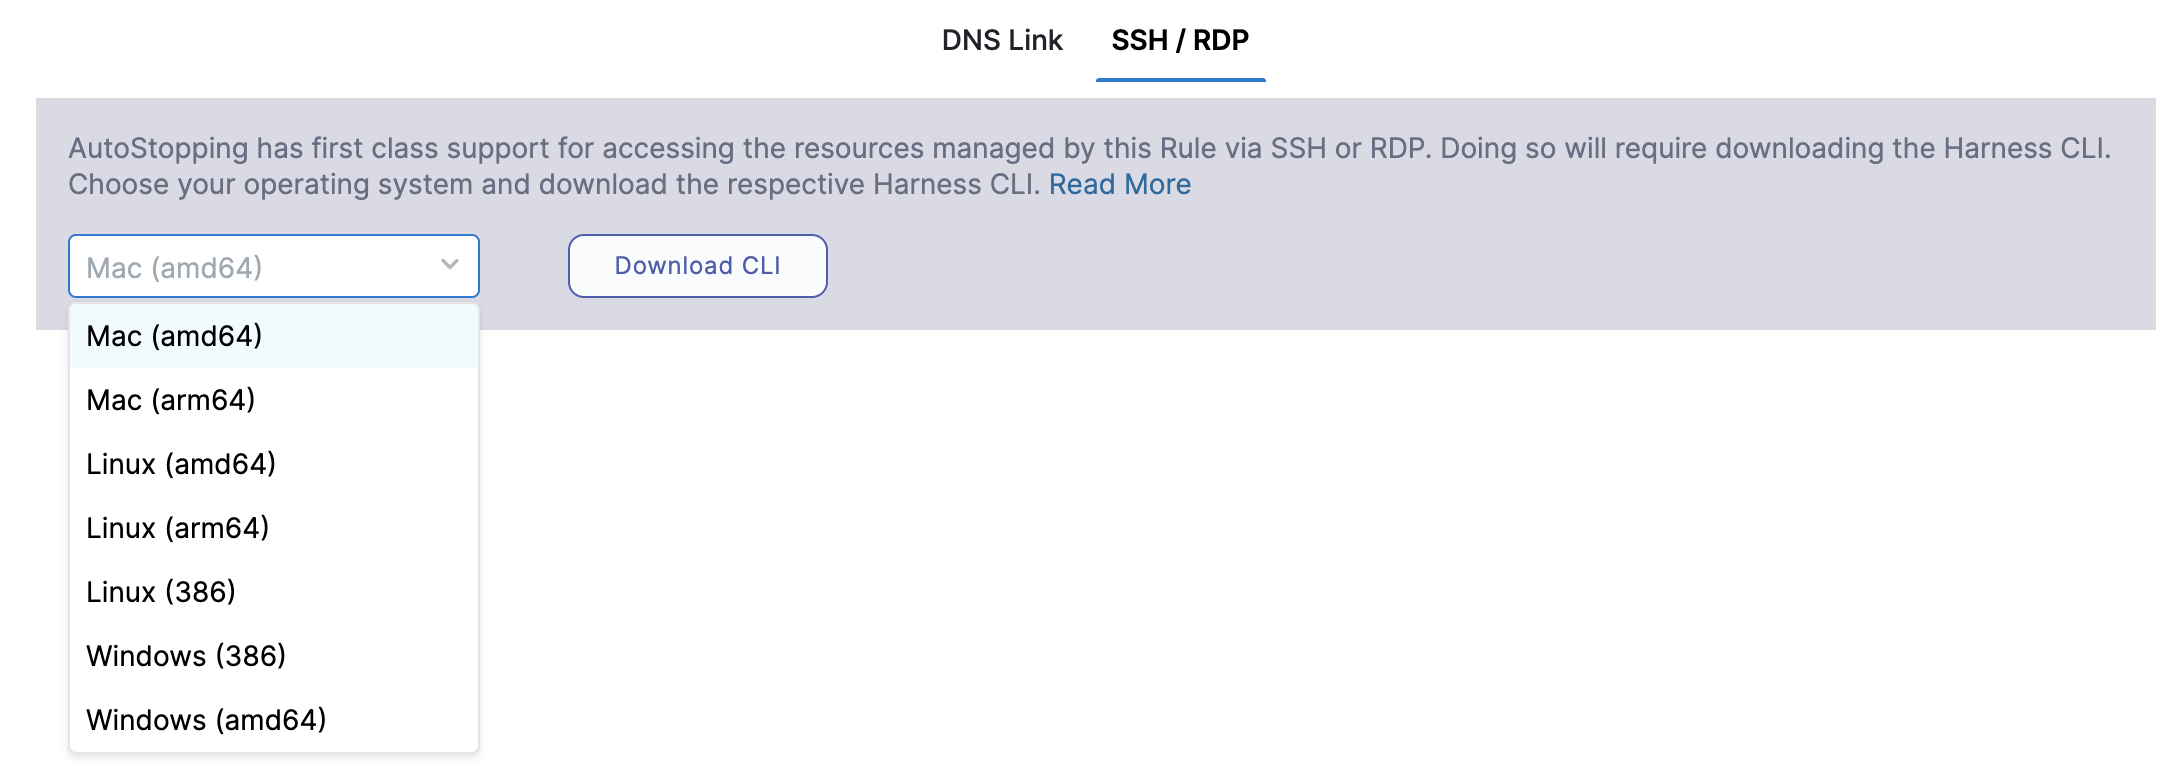 DNS Link
SSH / RDP
AutoStopping has first class support for accessing the resources managed by this Rule via SSH or RDP. Doing so will require downloading the Harness CLI.
Choose your operating system and download the respective Harness CLI. Read More
Mac (amd64)
Download CLI
Mac (amd64)
Mac (arm64)
Linux (amd64)
Linux (arm64)
Linux (386)
Windows (386)
Windows (amd64)